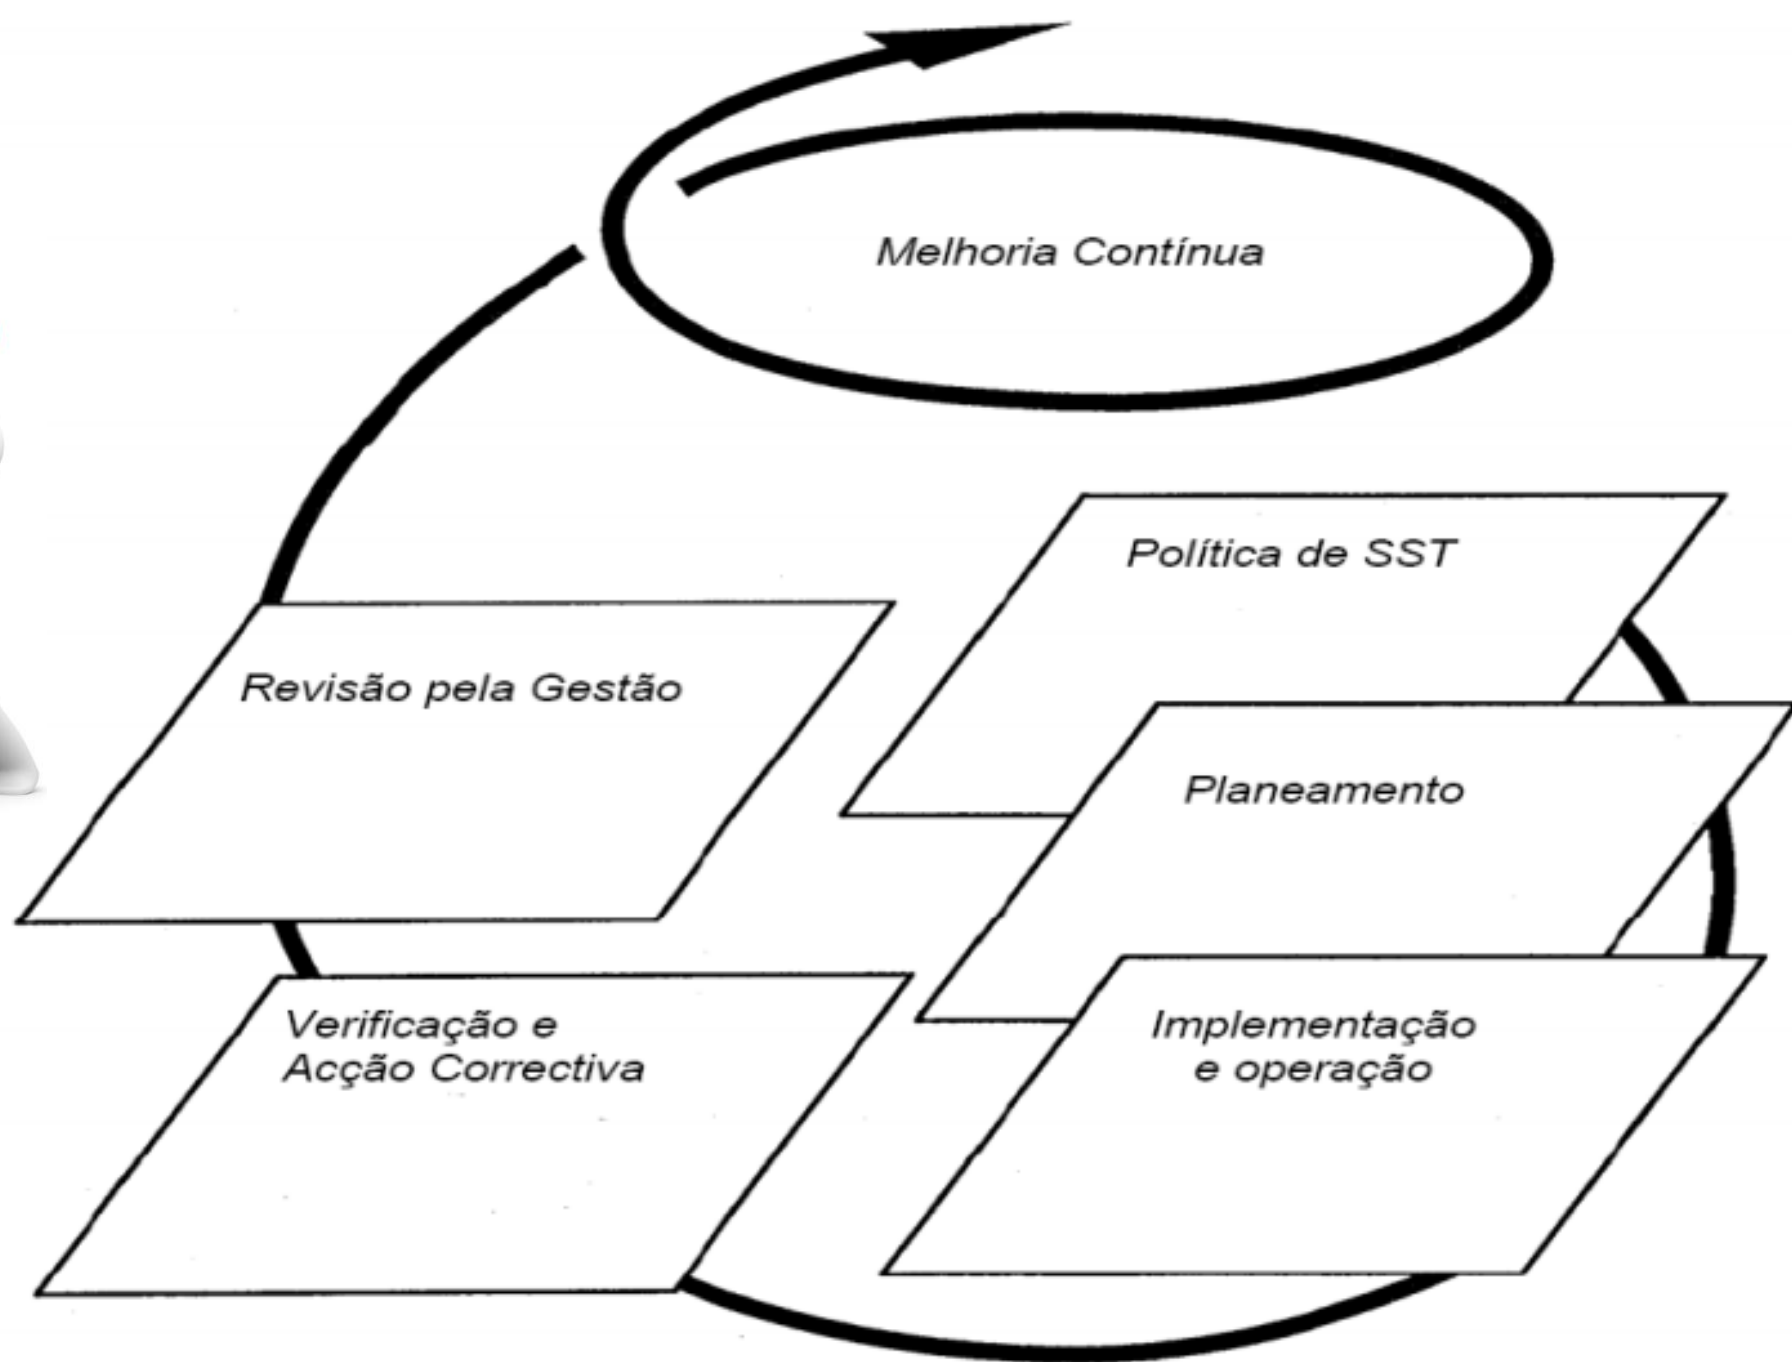 Melhoria Contínua
Política de SST
Revisão pela Gestão
Planeamento
Verificação e
Acção Correctiva
Implementação
e operação